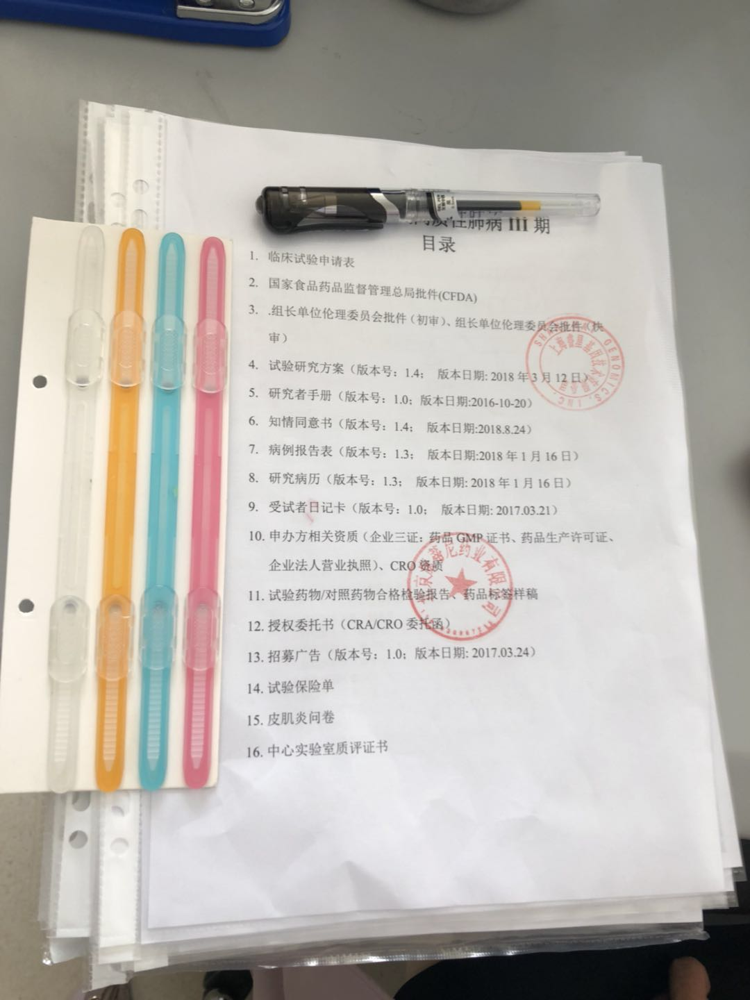 间质性肺病 III 期
目录
1. 临床试验申请表
2. 国家食品药品监督管理总局批件(CFDA)
3. .组长单位伦理委员会批件（初审）、组长单位伦理委员会批件（快
审）
4. 试验研究方案（版本号：1.4； 版本日期: 2018 年 3 月 12 日）
5. 研究者手册（版本号：1.0；版本日期:2016-10-20）
6. 知情同意书（版本号：1.4； 版本日期:2018.8.24）
7. 病例报告表（版本号：1.3； 版本日期:2018 年 1 月 16 日）
8. 研究病历（版本号：1.3； 版本日期: 2018 年 1 月 16 日）
9. 受试者日记卡（版本号：1.0； 版本日期: 2017.03.21）
10. 申办方相关资质（企业三证：药品 GMP 证书、药品生产许可证、
企业法人营业执照）、CRO 资质
11. 试验药物/对照药物合格检验报告、药品标签样稿
12. 授权委托书（CRA/CRO 委托函）
13. 招募广告（版本号：1.0；版本日期: 2017.03.24）
14. 试验保险单
15. 皮肌炎问卷
16. 中心实验室质评证书
GENOMICS, INC.